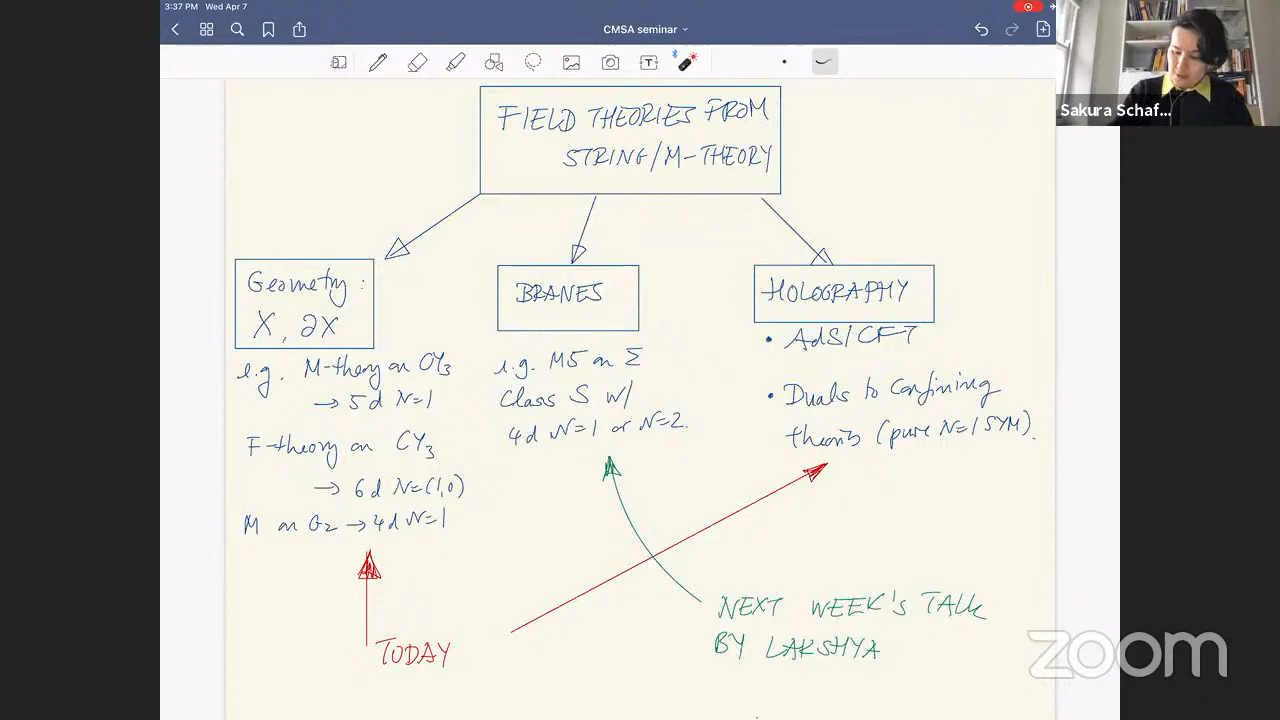 3:37 PM Wed Apr 7
CMSA seminar
Sakura Schaf...
FIELD THEORIES FROM
STRING/M-THEORY
Geometry:
X, ∂X
BRANES
HOLOGRAPHY
e.g. M-theory on CY3
→ 5d N=1
F-theory on CY3
→ 6d N=(1,0)
M on G2 → 4d N=1
e.g. M5 on Σ
Class S w/
4d N=1 or N=2.
• AdS/CFT
• Duals to confining
theories (pure N=1 SYM).
TODAY
NEXT WEEK'S TALK
BY LAKSHYA
zoom